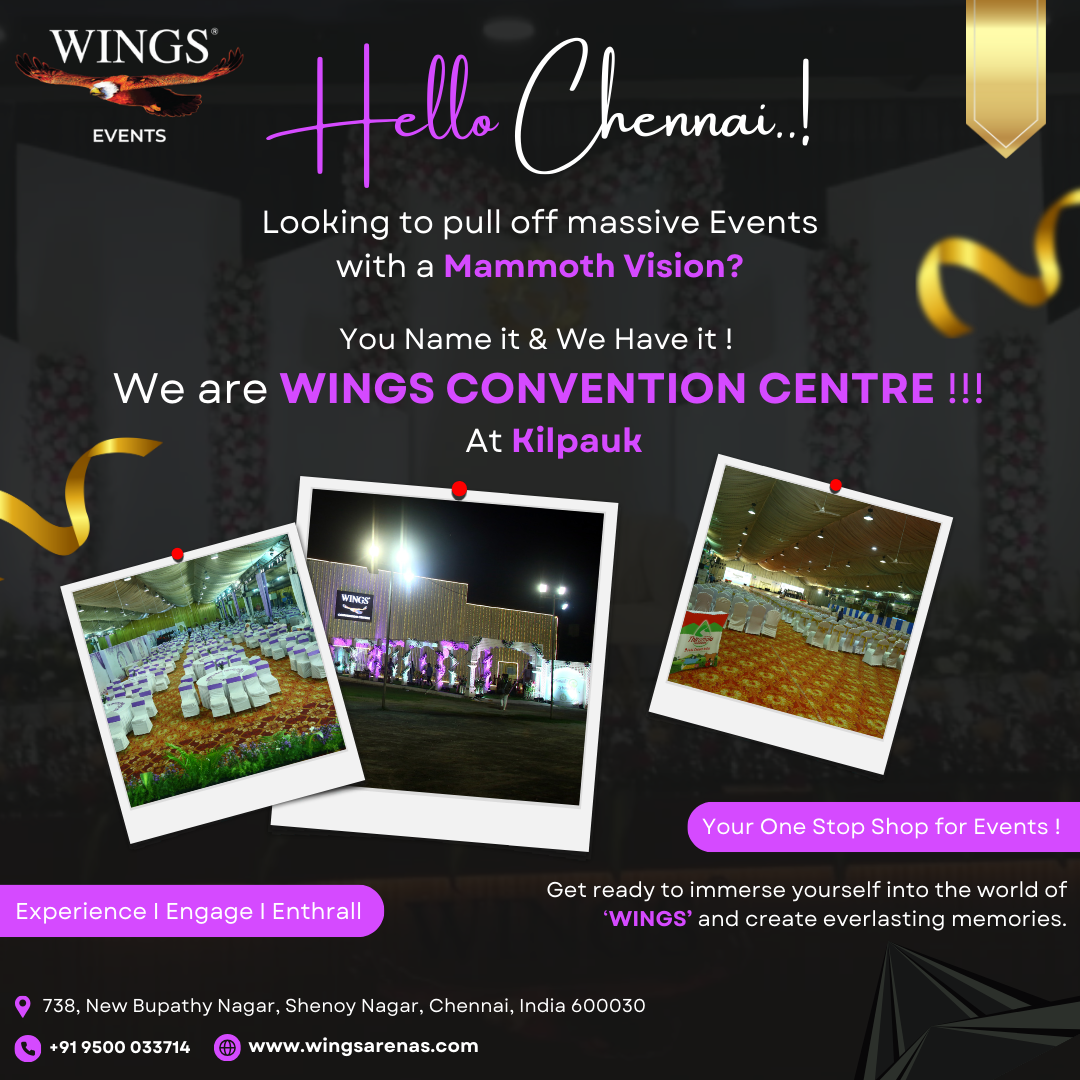 WINGS®
EVENTS
Hello Chennai..!
Looking to pull off massive Events
with a Mammoth Vision?
You Name it & We Have it !
We are WINGS CONVENTION CENTRE !!!
At Kilpauk
WINGS
Your One Stop Shop for Events !
Experience I Engage I Enthrall
Get ready to immerse yourself into the world of
‘WINGS’ and create everlasting memories.
738, New Bupathy Nagar, Shenoy Nagar, Chennai, India 600030
+91 9500 033714
www.wingsarenas.com